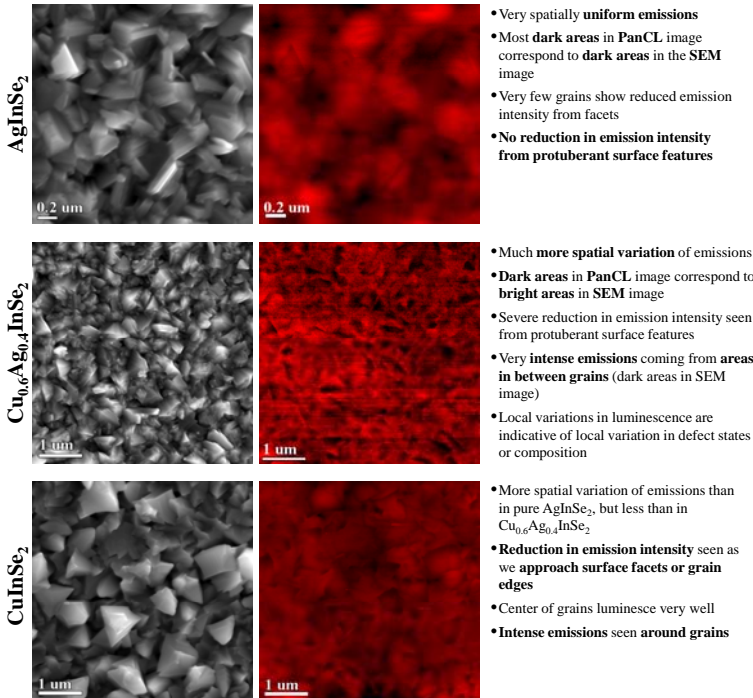 AgInSe₂
0.2 um
0.2 um
•Very spatially uniform emissions
•Most dark areas in PanCL image
correspond to dark areas in the SEM
image
•Very few grains show reduced emission
intensity from facets
•No reduction in emission intensity
from protuberant surface features
Cu₀.₆Ag₀.₄InSe₂
1 um
1 um
•Much more spatial variation of emissions
•Dark areas in PanCL image correspond to
bright areas in SEM image
•Severe reduction in emission intensity seen
from protuberant surface features
•Very intense emissions coming from areas
in between grains (dark areas in SEM
image)
•Local variations in luminescence are
indicative of local variation in defect states
or composition
CuInSe₂
1 um
1 um
•More spatial variation of emissions than
in pure AgInSe₂, but less than in
Cu₀.₆Ag₀.₄InSe₂
•Reduction in emission intensity seen as
we approach surface facets or grain
edges
•Center of grains luminesce very well
•Intense emissions seen around grains